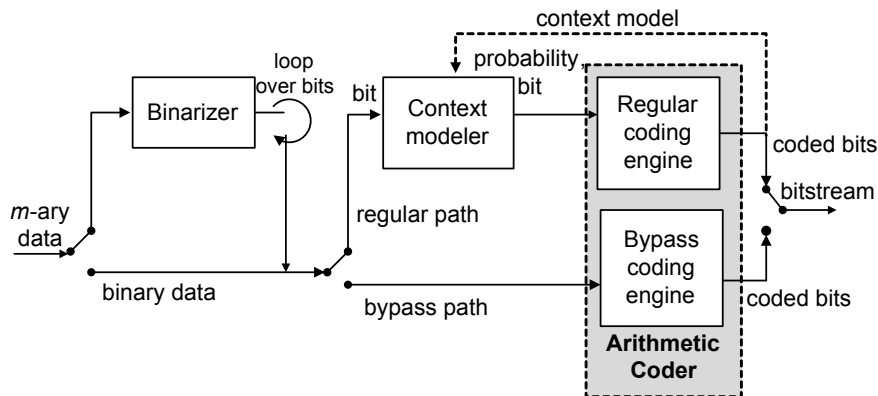 context model
loop
over bits
probability,
bit
bit
Binarizer
Context
modeler
Regular
coding
engine
coded bits
m-ary
data
regular path
bitstream
binary data
bypass path
Bypass
coding
engine
coded bits
Arithmetic
Coder